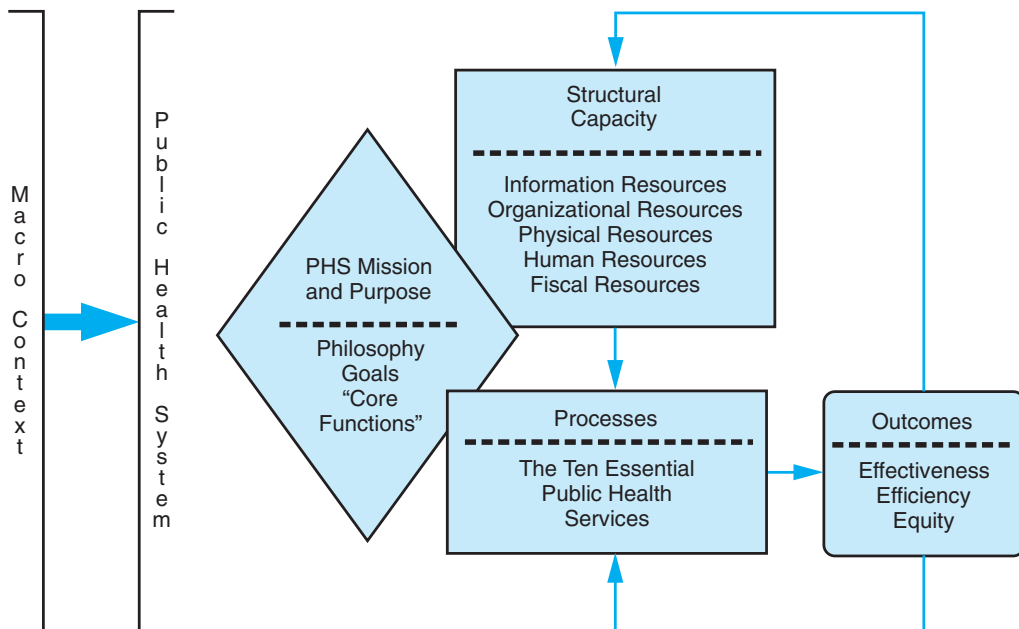 Macro Context
Public Health System
PHS Mission
and Purpose
Philosophy
Goals
“Core
Functions”
Structural
Capacity
Information Resources
Organizational Resources
Physical Resources
Human Resources
Fiscal Resources
Processes
The Ten Essential
Public Health
Services
Outcomes
Effectiveness
Efficiency
Equity